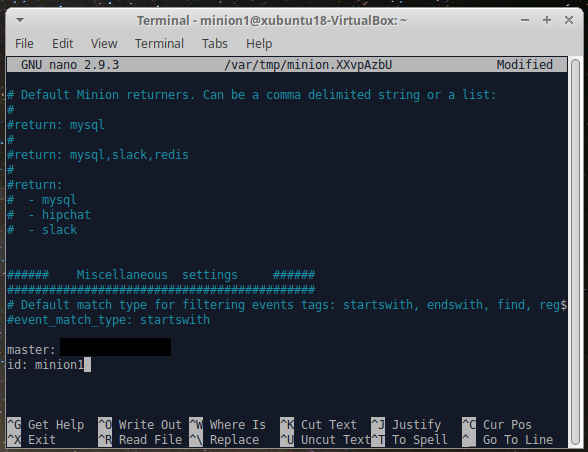 Terminal - minion1@xubuntu18-VirtualBox: ~
File Edit View Terminal Tabs Help
GNU nano 2.9.3 /var/tmp/minion.XXvpAzbU Modified
# Default Minion returners. Can be a comma delimited string or a list:
#
#return: mysql
#
#return: mysql,slack,redis
#
#return:
#  - mysql
#  - hipchat
#  - slack
######    Miscellaneous  settings     ######
############################################
# Default match type for filtering events tags: startswith, endswith, find, reg$
#event_match_type: startswith
master:
id: minion1
^G Get Help ^O Write Out ^W Where Is ^K Cut Text ^J Justify ^C Cur Pos
^X Exit ^R Read File ^\ Replace ^U Uncut Text ^T To Spell ^_ Go To Line